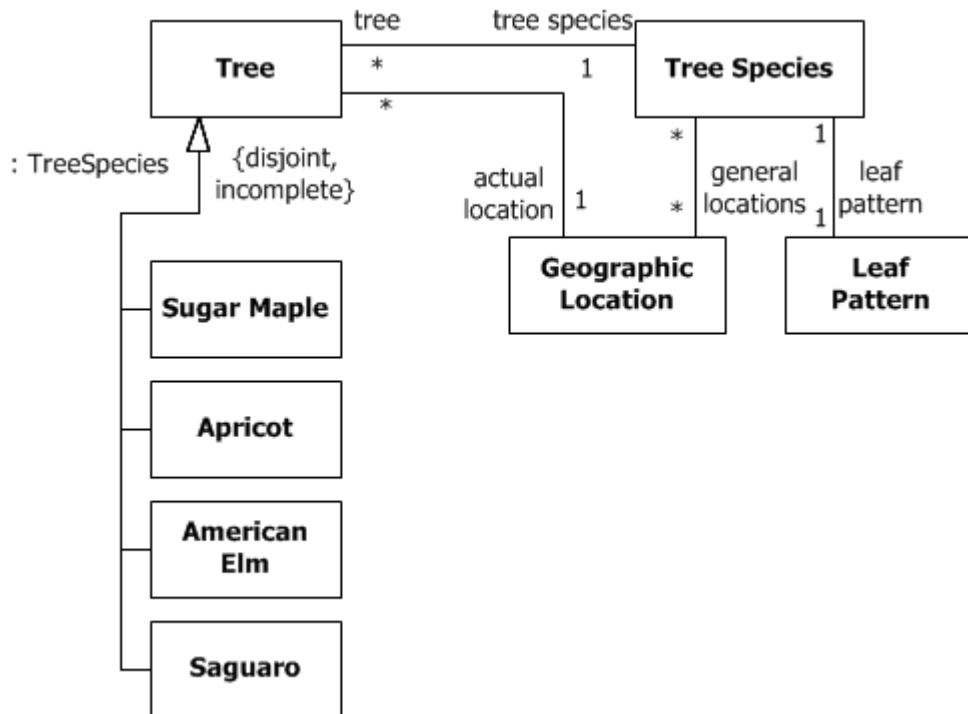 tree
tree species
Tree
*
1
Tree Species
*
: TreeSpecies
{disjoint,
incomplete}
*
1
actual
location
1
general
locations
*
leaf
pattern
1
Geographic
Location
Leaf
Pattern
Sugar Maple
Apricot
American
Elm
Saguaro